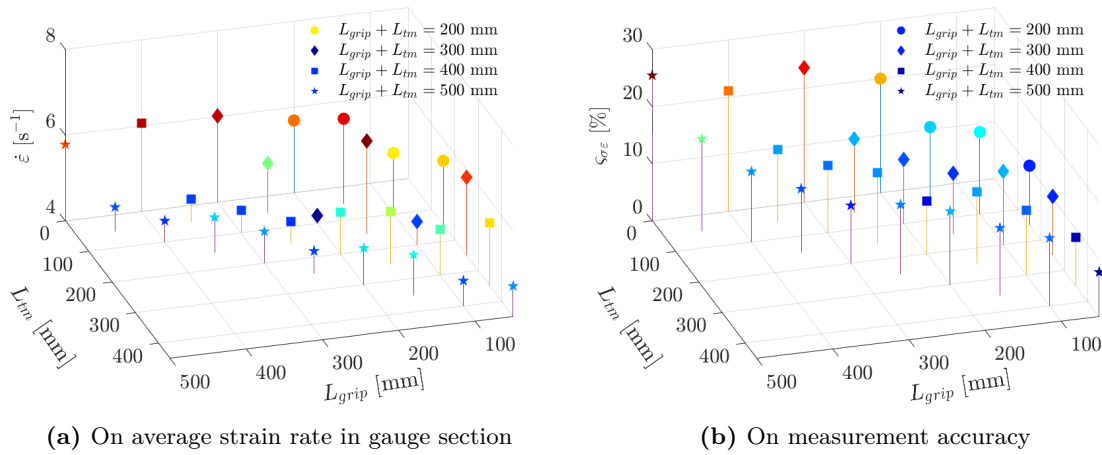 8
6
4
ε̇ [s⁻¹]
0
100
200
300
400
L_tm [mm]
500
400
300
200
100
L_grip [mm]
L_grip + L_tm = 200 mm
L_grip + L_tm = 300 mm
L_grip + L_tm = 400 mm
L_grip + L_tm = 500 mm
(a) On average strain rate in gauge section
30
20
10
0
ς_σε [%]
0
100
200
300
400
L_tm [mm]
500
400
300
200
100
L_grip [mm]
L_grip + L_tm = 200 mm
L_grip + L_tm = 300 mm
L_grip + L_tm = 400 mm
L_grip + L_tm = 500 mm
(b) On measurement accuracy